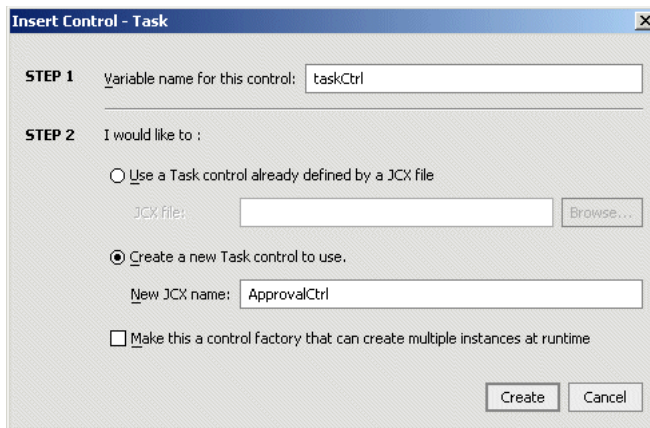 Insert Control - Task
STEP 1 Variable name for this control: taskCtrl
STEP 2 I would like to :
Use a Task control already defined by a JCX file
JCX file: Browse...
Create a new Task control to use.
New JCX name: ApprovalCtrl
Make this a control factory that can create multiple instances at runtime
Create Cancel